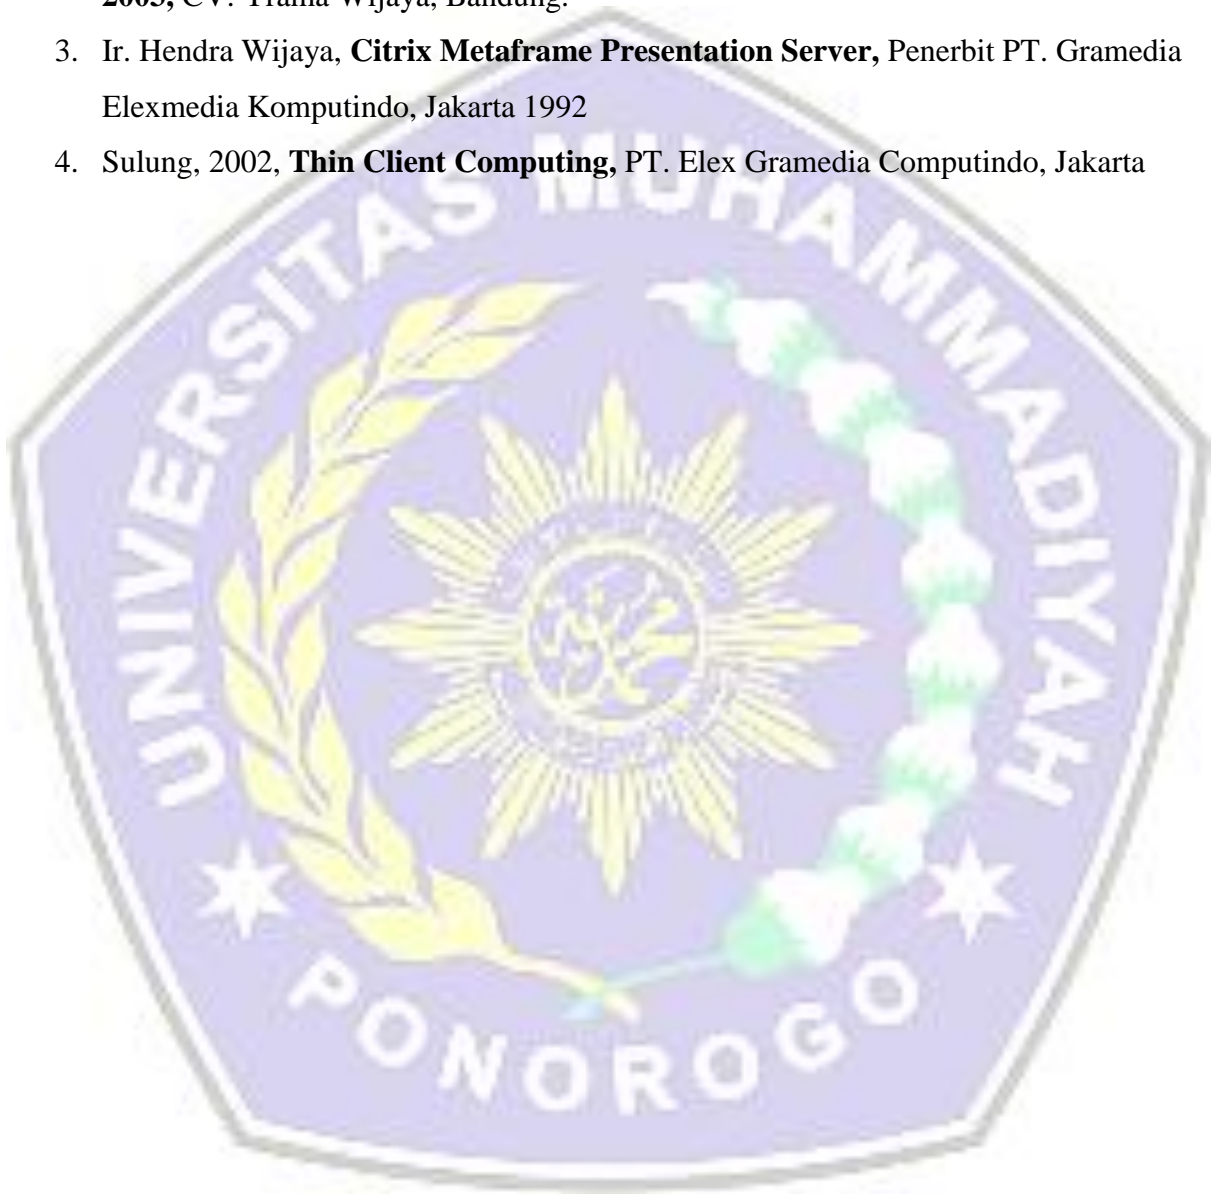 2003, CV. Trama Wijaya, Bandung.
3. Ir. Hendra Wijaya, Citrix Metaframe Presentation Server, Penerbit PT. Gramedia
Elexmedia Komputindo, Jakarta 1992
4. Sulung, 2002, Thin Client Computing, PT. Elex Gramedia Computindo, Jakarta
UNIVERSITAS MUHAMMADIYAH
PONOROGO